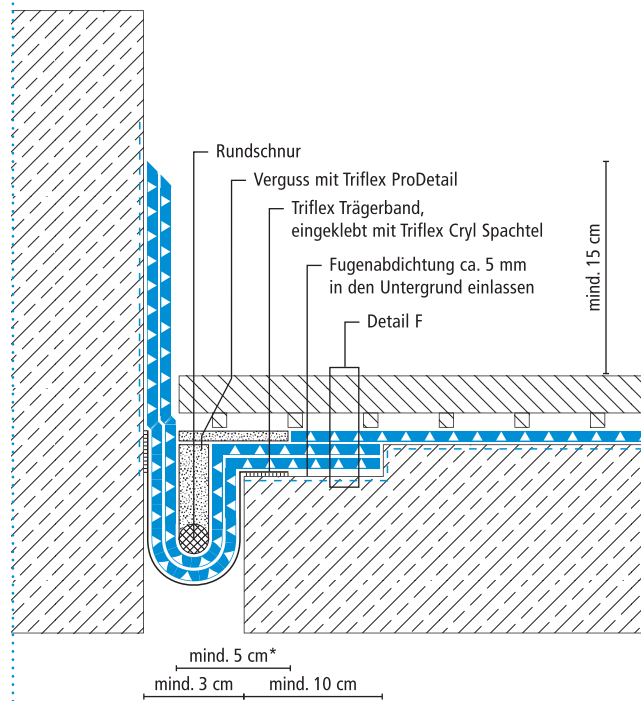 Rundschnur
Verguss mit Triflex ProDetail
Triflex Trägerband,
eingeklebt mit Triflex Cryl Spachtel
Fugenabdichtung ca. 5 mm
in den Untergrund einlassen
Detail F
mind. 15 cm
mind. 5 cm*
mind. 3 cm
mind. 10 cm